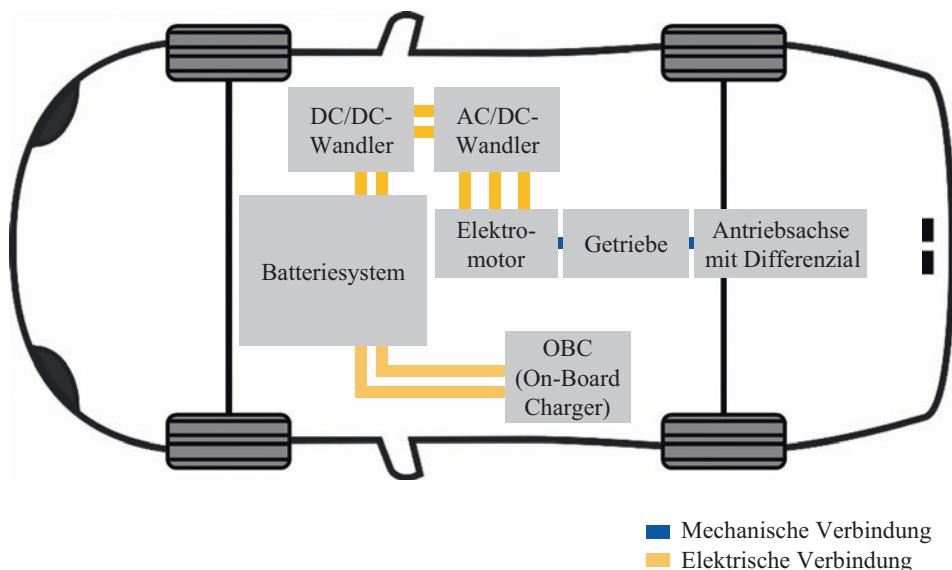 DC/DC-
Wandler
AC/DC-
Wandler
Elektro-
motor
Getriebe
Antriebsachse
mit Differenzial
Batteriesystem
OBC
(On-Board
Charger)
Mechanische Verbindung
Elektrische Verbindung